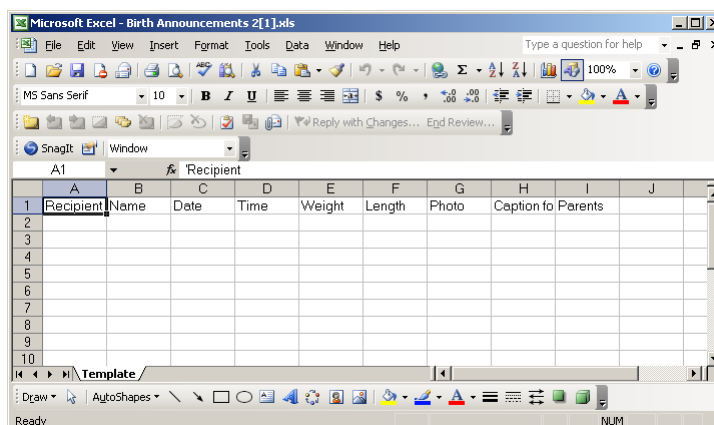 Microsoft Excel - Birth Announcements 2[1].xls
File Edit View Insert Format Tools Data Window Help Type a question for help
100%
MS Sans Serif 10 B I U $ % , .00
Reply with Changes... End Review...
SnagIt Window
A1 fx 'Recipient
A B C D E F G H I J
1 Recipient Name Date Time Weight Length Photo Caption fo Parents
2
3
4
5
6
7
8
9
10
Template
Draw AutoShapes
Ready NUM